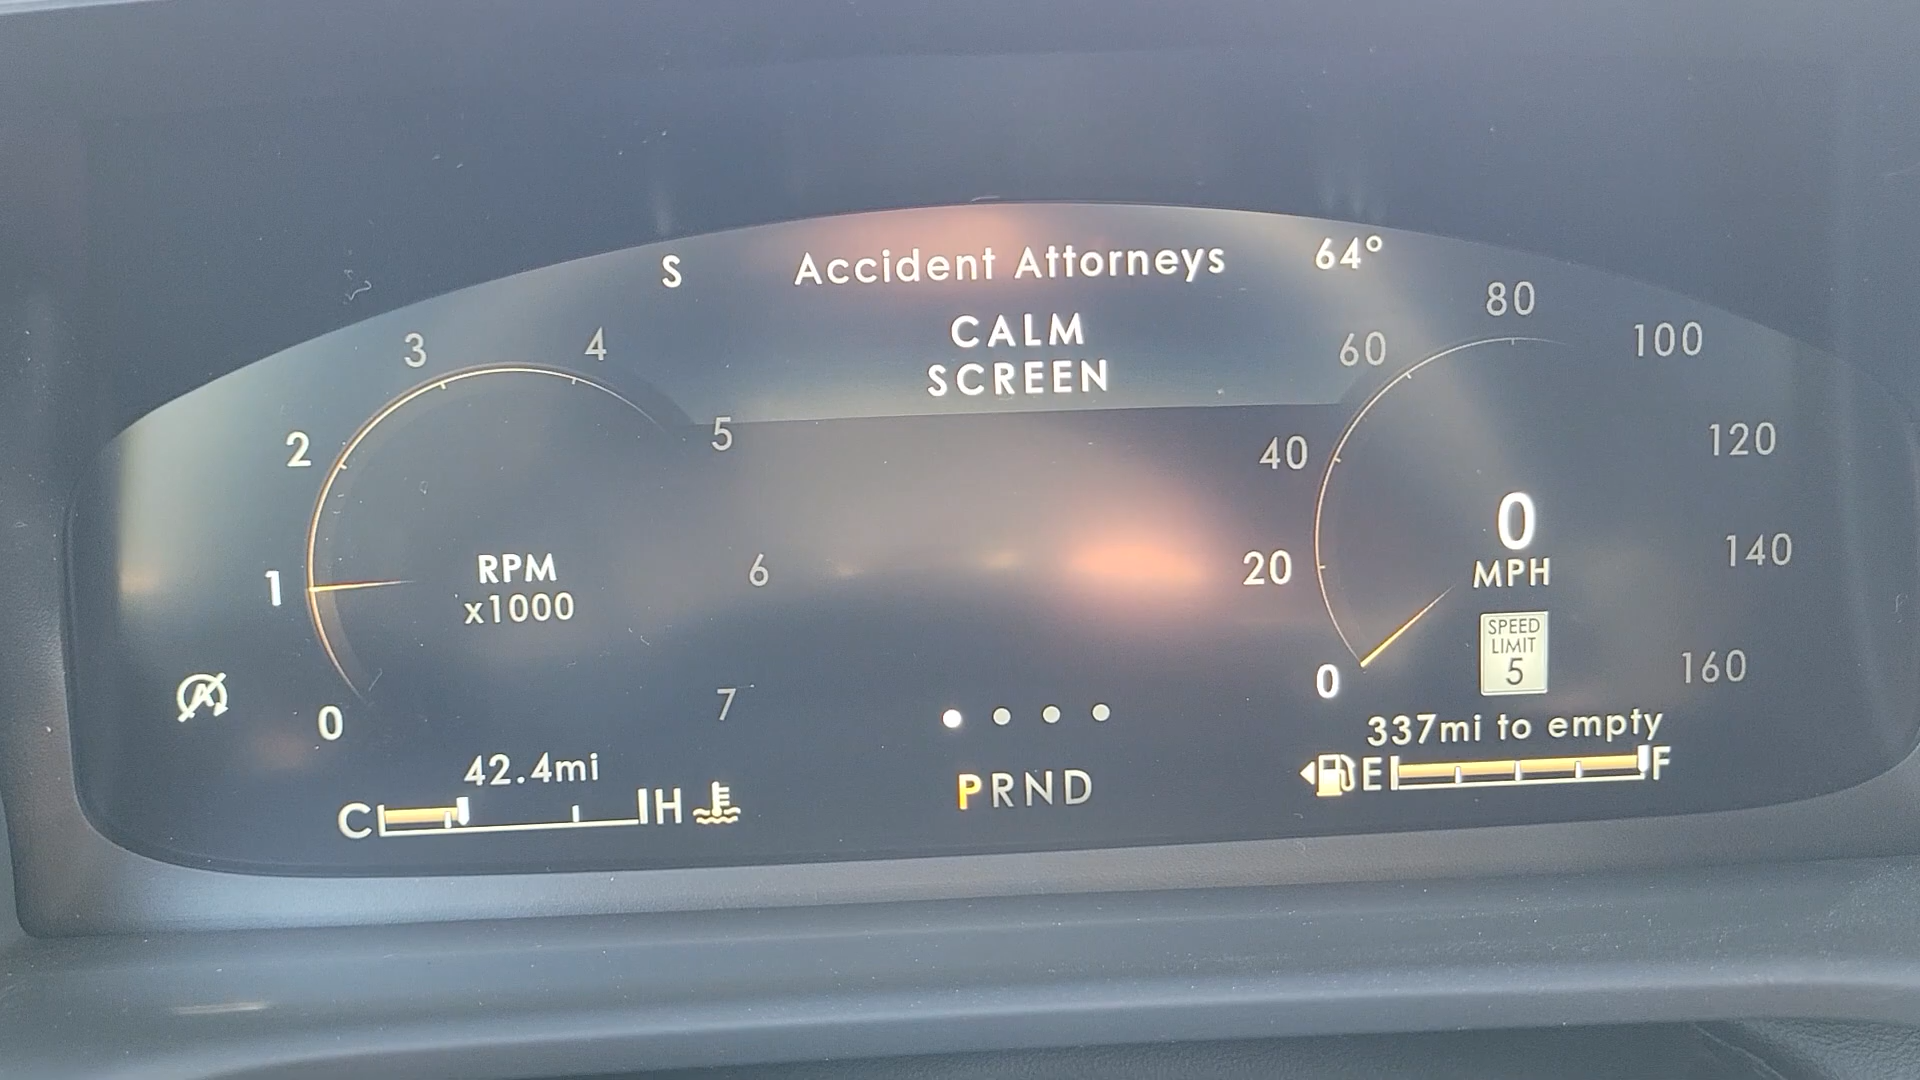 S Accident Attorneys 64°
CALM
SCREEN
0 1 2 3 4 5 6 7
RPM
x1000
0 20 40 60 80 100 120 140 160
0
MPH
SPEED
LIMIT
5
42.4mi
C H
PRND
337mi to empty
E F